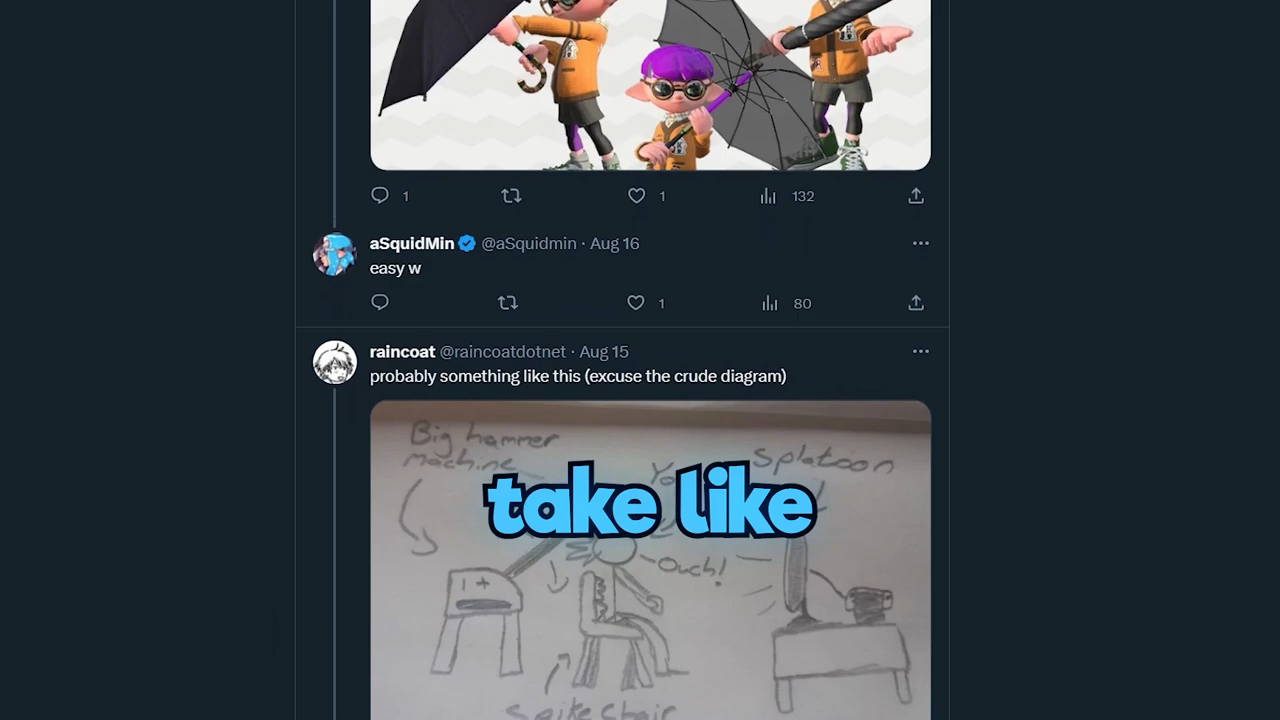 1
1
132
aSquidMin @aSquidmin · Aug 16
easy w
1
80
raincoat @raincoatdotnet · Aug 15
probably something like this (excuse the crude diagram)
Big hammer
machine
Splatoon
take like
Ouch!
Spike Chair